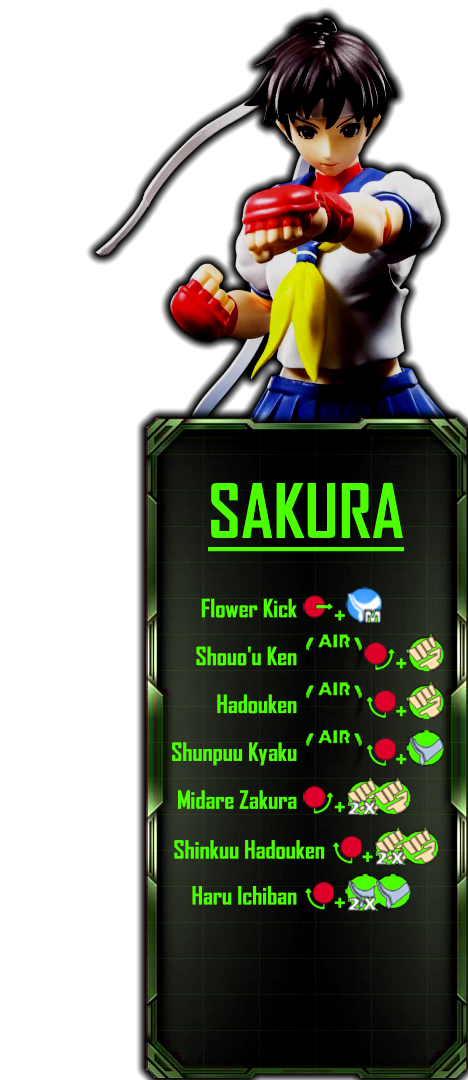 SAKURA
Flower Kick + M
Shouo'u Ken AIR +
Hadouken AIR +
Shunpuu Kyaku AIR +
Midare Zakura + 2X
Shinkuu Hadouken + 2X
Haru Ichiban + 2X